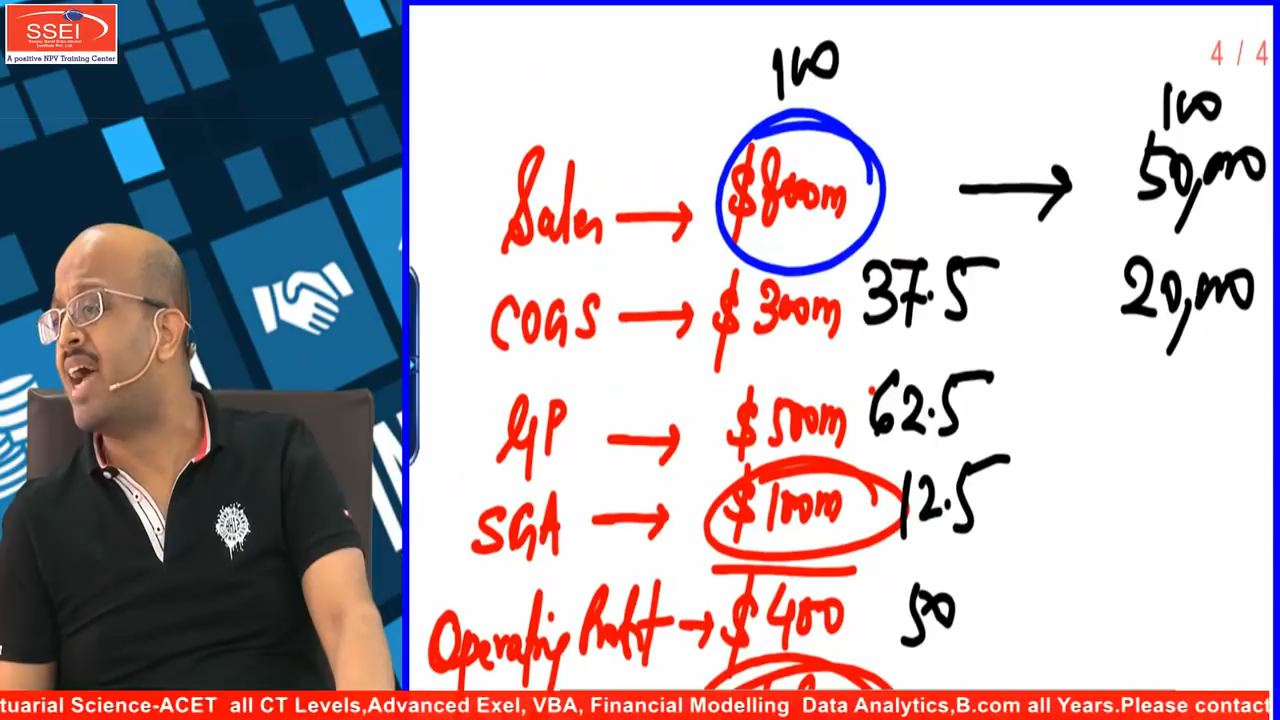 SSEI
A positive NPV Training Center
4 / 4
100
100
Sales → $800m → 50,000
COGS → $300m 37.5 20,000
GP → $500m 62.5
SGA → $100m 12.5
Operating Profit → $400 50
tuarial Science-ACET all CT Levels,Advanced Exel, VBA, Financial Modelling Data Analytics,B.com all Years.Please contact